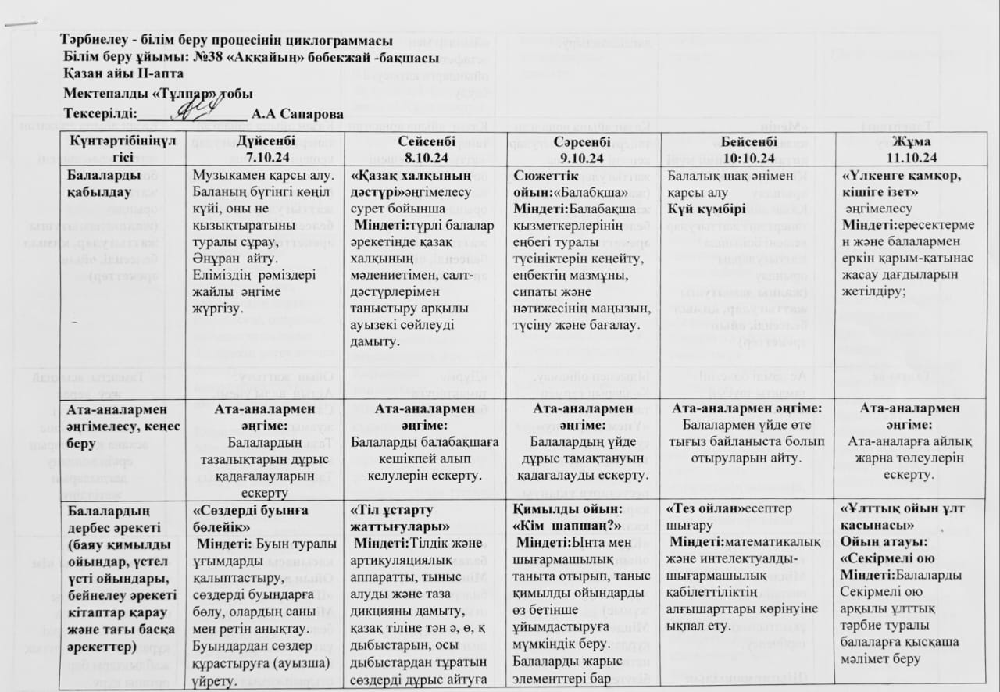 Тәрбиелеу - білім беру процесінің циклограммасы
Білім беру ұйымы: №38 «Аққайың» бөбекжай -бақшасы
Қазан айы II-апта
Мектепалды «Тұлпар» тобы
Тексерілді:_______________ А.А Сапарова
Күнтәртібініңүл
гісі
Дүйсенбі
7.10.24
Сейсенбі
8.10.24
Сәрсенбі
9.10.24
Бейсенбі
10:10.24
Жұма
11.10.24
Балаларды
қабылдау
Музыкамен қарсы алу.
Баланың бүгінгі көңіл
күйі, оны не
қызықтыратыны
туралы сұрау,
Әнұран айту.
Еліміздің рәміздері
жайлы әңгіме
жүргізу.
«Қазақ халқының
дәстүрі»әңгімелесу
сурет бойынша
Міндеті:түрлі балалар
әрекетінде қазақ
халқының
мәдениетімен, салт-
дәстүрлерімен
таныстыру арқылы
ауызекі сөйлеуді
дамыту.
Сюжеттік
ойын:«Балабқша»
Міндеті:Балабақша
қызметкерлерінің
еңбегі туралы
түсініктерін кеңейту,
еңбектің мазмұны,
сипаты және
нәтижесінің маңызын,
түсіну және бағалау.
Балалық шақ әнімен
қарсы алу
Күй күмбірі
«Үлкенге қамқор,
кішіге ізет»
әңгімелесу
Міндеті:ересектерме
н және балалармен
еркін қарым-қатынас
жасау дағдыларын
жетілдіру;
Ата-аналармен
әңгімелесу, кеңес
беру
Ата-аналармен
әңгіме:
Балалардың
тазалықтарын дұрыс
қадағалауларын
ескерту
Ата-аналармен
әңгіме:
Балаларды балабақшаға
кешікпей алып
келулерін ескерту.
Ата-аналармен
әңгіме:
Балалардың үйде
дұрыс тамақтануын
қадағалауды ескерту.
Ата-аналармен әңгіме:
Балалармен үйде өте
тығыз байланыста болып
отыруларын айту.
Ата-аналармен
әңгіме:
Ата-аналарға айлық
жарна төлеулерін
ескерту.
Балалардың
дербес әрекеті
(баяу қимылды
ойындар, үстел
үсті ойындары,
бейнелеу әрекеті
кітаптар қарау
және тағы басқа
әрекеттер)
«Сөздерді буынға
бөлейік»
Міндеті: Буын туралы
ұғымдарды
қалыптастыру,
сөздерді буындарға
бөлу, олардың саны
мен ретін анықтау.
Буындардан сөздер
құрастыруға (ауызша)
үйрету.
«Тіл ұстарту
жаттығулары»
Міндеті:Тілдік және
артикуляциялық
аппаратты, тыныс
алуды және таза
дикцияны дамыту,
қазақ тіліне тән ә, ө, қ
дыбыстарын, осы
дыбыстардан тұратын
сөздерді дұрыс айтуға
Қимылды ойын:
«Кім шапшаң?»
Міндеті:Ынта мен
шығармашылық
таныта отырып, таныс
қимылды ойындарды
өз бетінше
ұйымдастыруға
мүмкіндік беру.
Балаларды жарыс
элементтері бар
«Тез ойлан»есептер
шығару
Міндеті:математикалық
және интелектуалды-
шығармашылық
қабілеттіліктің
алғышарттары көрінуіне
ықпал ету.
«Ұлттық ойын ұлт
қасынасы»
Ойын атауы:
«Секірмелі ою
Міндеті:Балаларды
Секірмелі ою
арқылы ұлттық
тәрбие туралы
балаларға қысқаша
мәлімет беру